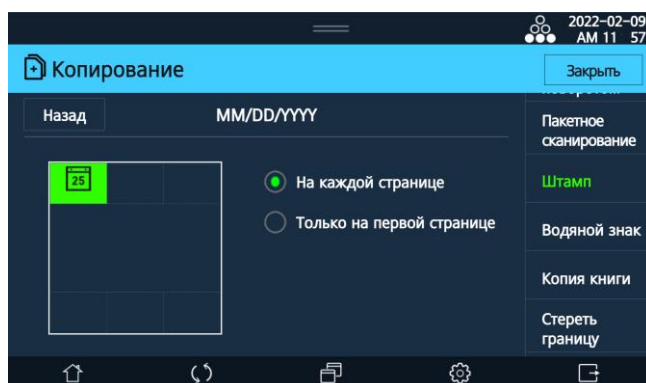 2022-02-09
AM 11 57
Копирование
Закрыть
Назад
MM/DD/YYYY
Пакетное
сканирование
25
На каждой странице
Штамп
Только на первой странице
Водяной знак
Копия книги
Стереть
границу